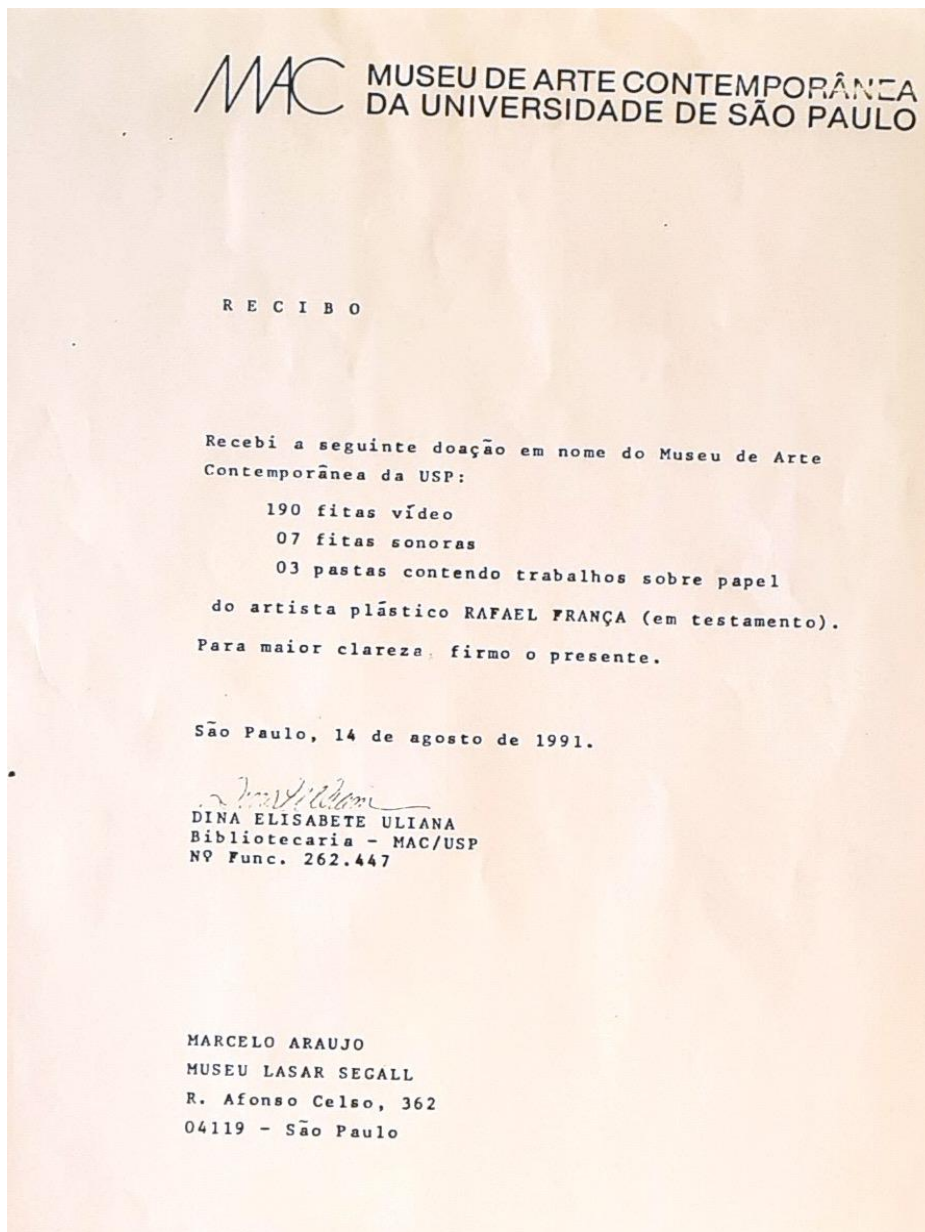 MAC MUSEU DE ARTE CONTEMPORÂNEA
DA UNIVERSIDADE DE SÃO PAULO
R E C I B O
Recebi a seguinte doação em nome do Museu de Arte
Contemporânea da USP:
190 fitas vídeo
07 fitas sonoras
03 pastas contendo trabalhos sobre papel
do artista plástico RAFAEL FRANÇA (em testamento).
Para maior clareza, firmo o presente.
São Paulo, 14 de agosto de 1991.
DINA ELISABETE ULIANA
Bibliotecaria - MAC/USP
Nº Func. 262.447
MARCELO ARAUJO
MUSEU LASAR SEGALL
R. Afonso Celso, 362
04119 - São Paulo